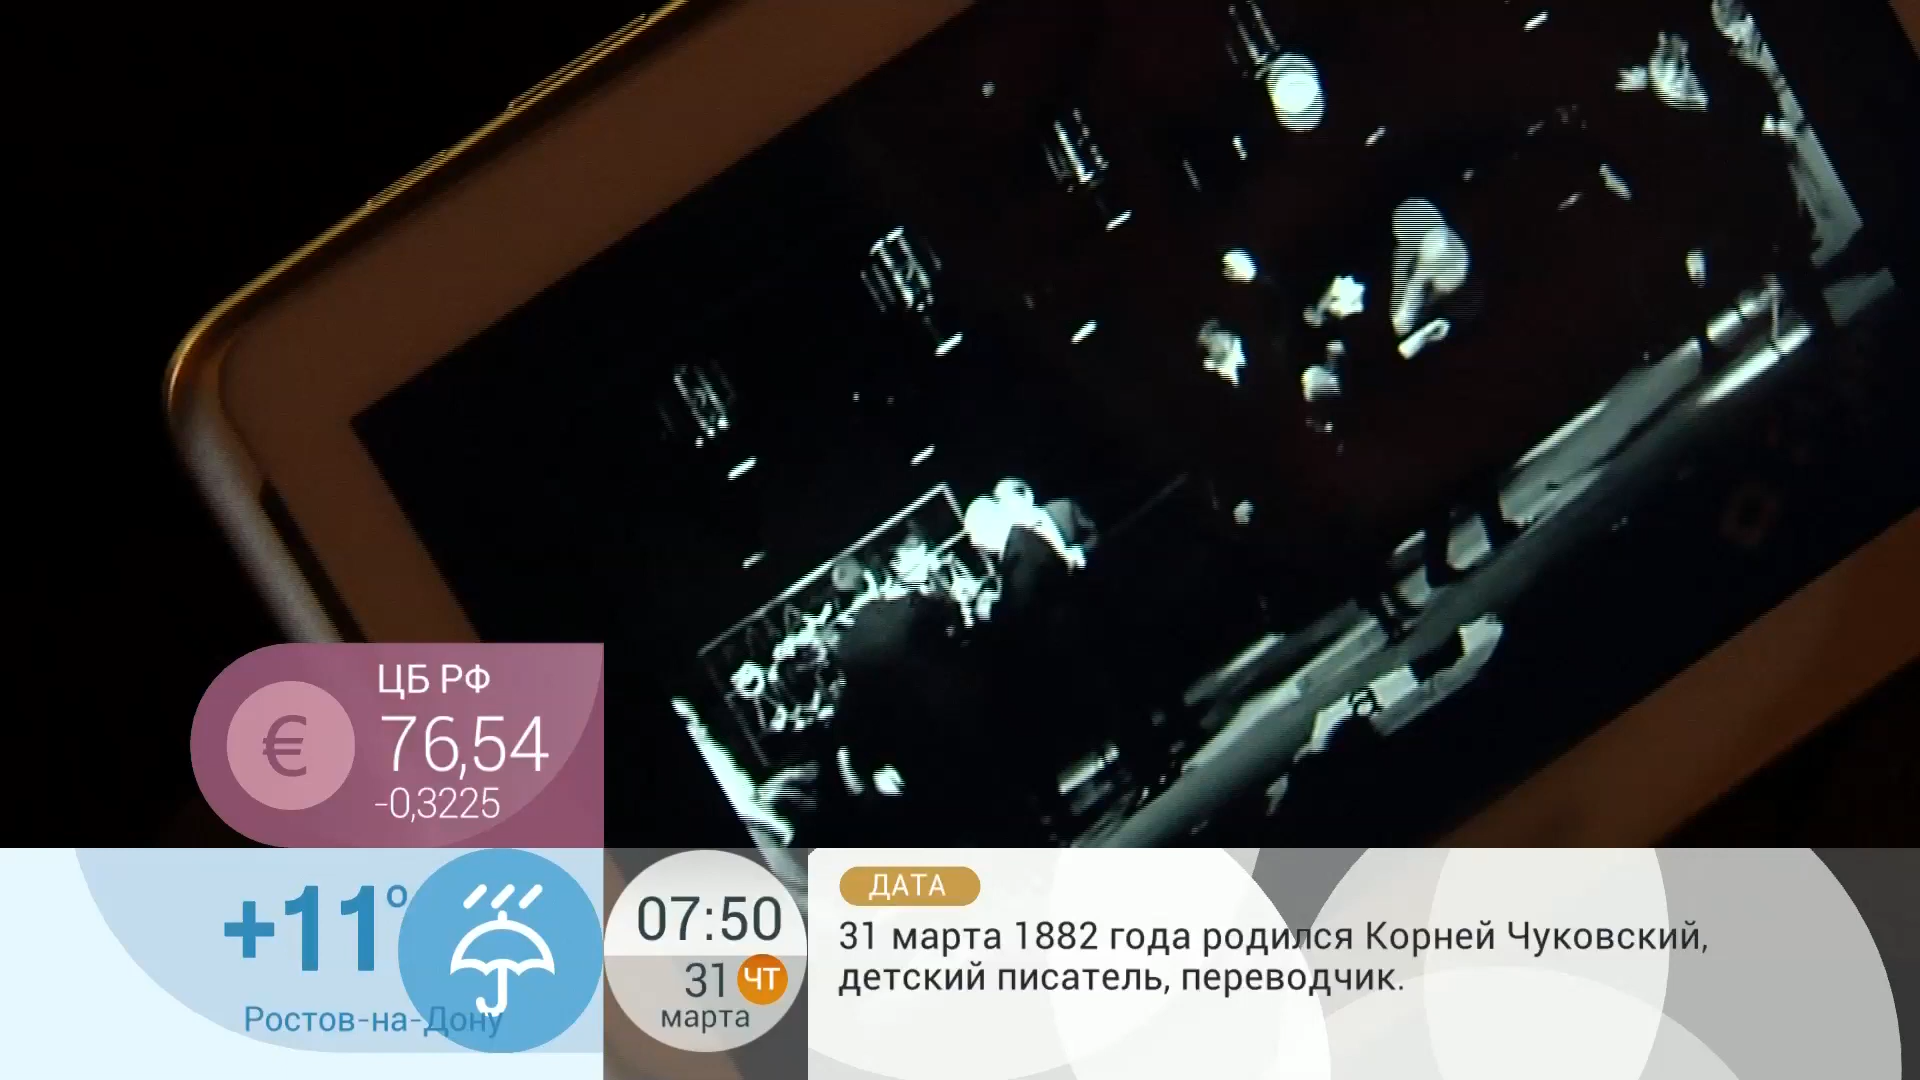 ЦБ РФ
€
76,54
-0,3225
+11°
Ростов-на-Дону
07:50
31 ЧТ
марта
ДАТА
31 марта 1882 года родился Корней Чуковский,
детский писатель, переводчик.